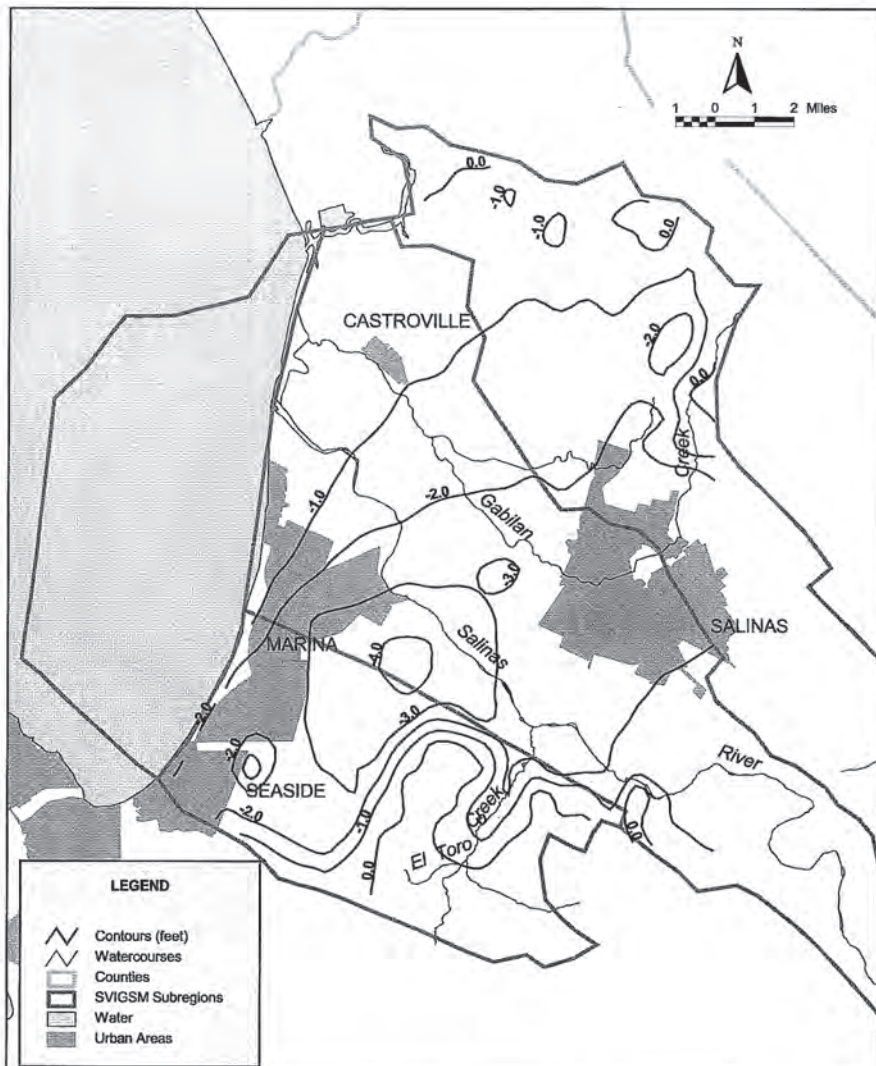 N
1 0 1 2 Miles
0.0
-1.0
-1.0
0.0
CASTROVILLE
-2.0
0.0
Creek
-1.0
-2.0
Gabilan
-3.0
MARINA
Salinas
SALINAS
-4.0
-2.0
-3.0
-2.0
SEASIDE
River
-2.0
-1.0
Creek
0.0
El Toro
0.0
LEGEND
Contours (feet)
Watercourses
Counties
SVIGSM Subregions
Water
Urban Areas